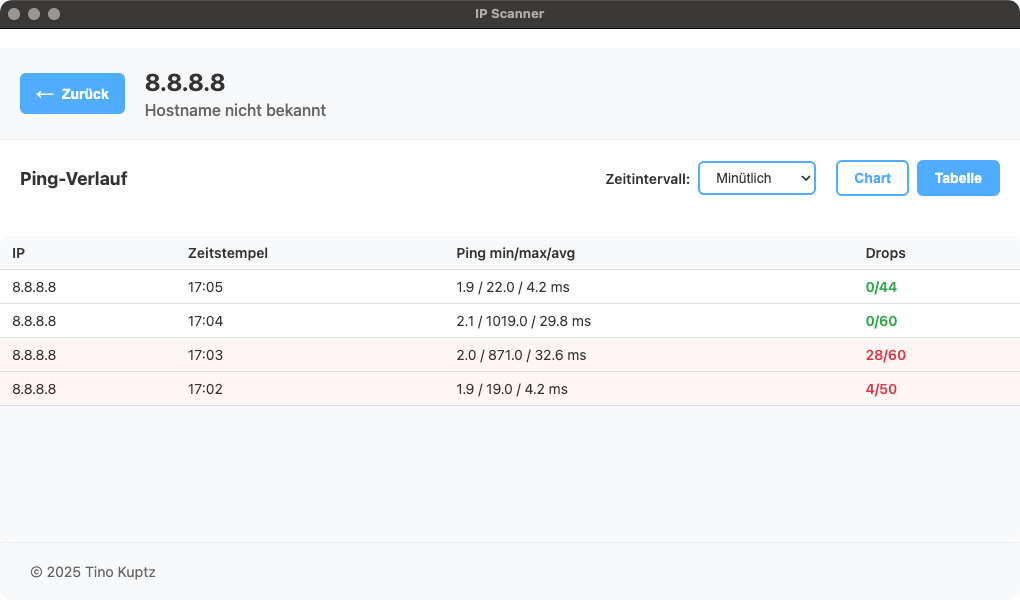 IP Scanner
← Zurück
8.8.8.8
Hostname nicht bekannt
Ping-Verlauf
Zeitintervall: Minütlich Chart Tabelle
IP Zeitstempel Ping min/max/avg Drops
8.8.8.8 17:05 1.9 / 22.0 / 4.2 ms 0/44
8.8.8.8 17:04 2.1 / 1019.0 / 29.8 ms 0/60
8.8.8.8 17:03 2.0 / 871.0 / 32.6 ms 28/60
8.8.8.8 17:02 1.9 / 19.0 / 4.2 ms 4/50
© 2025 Tino Kuptz